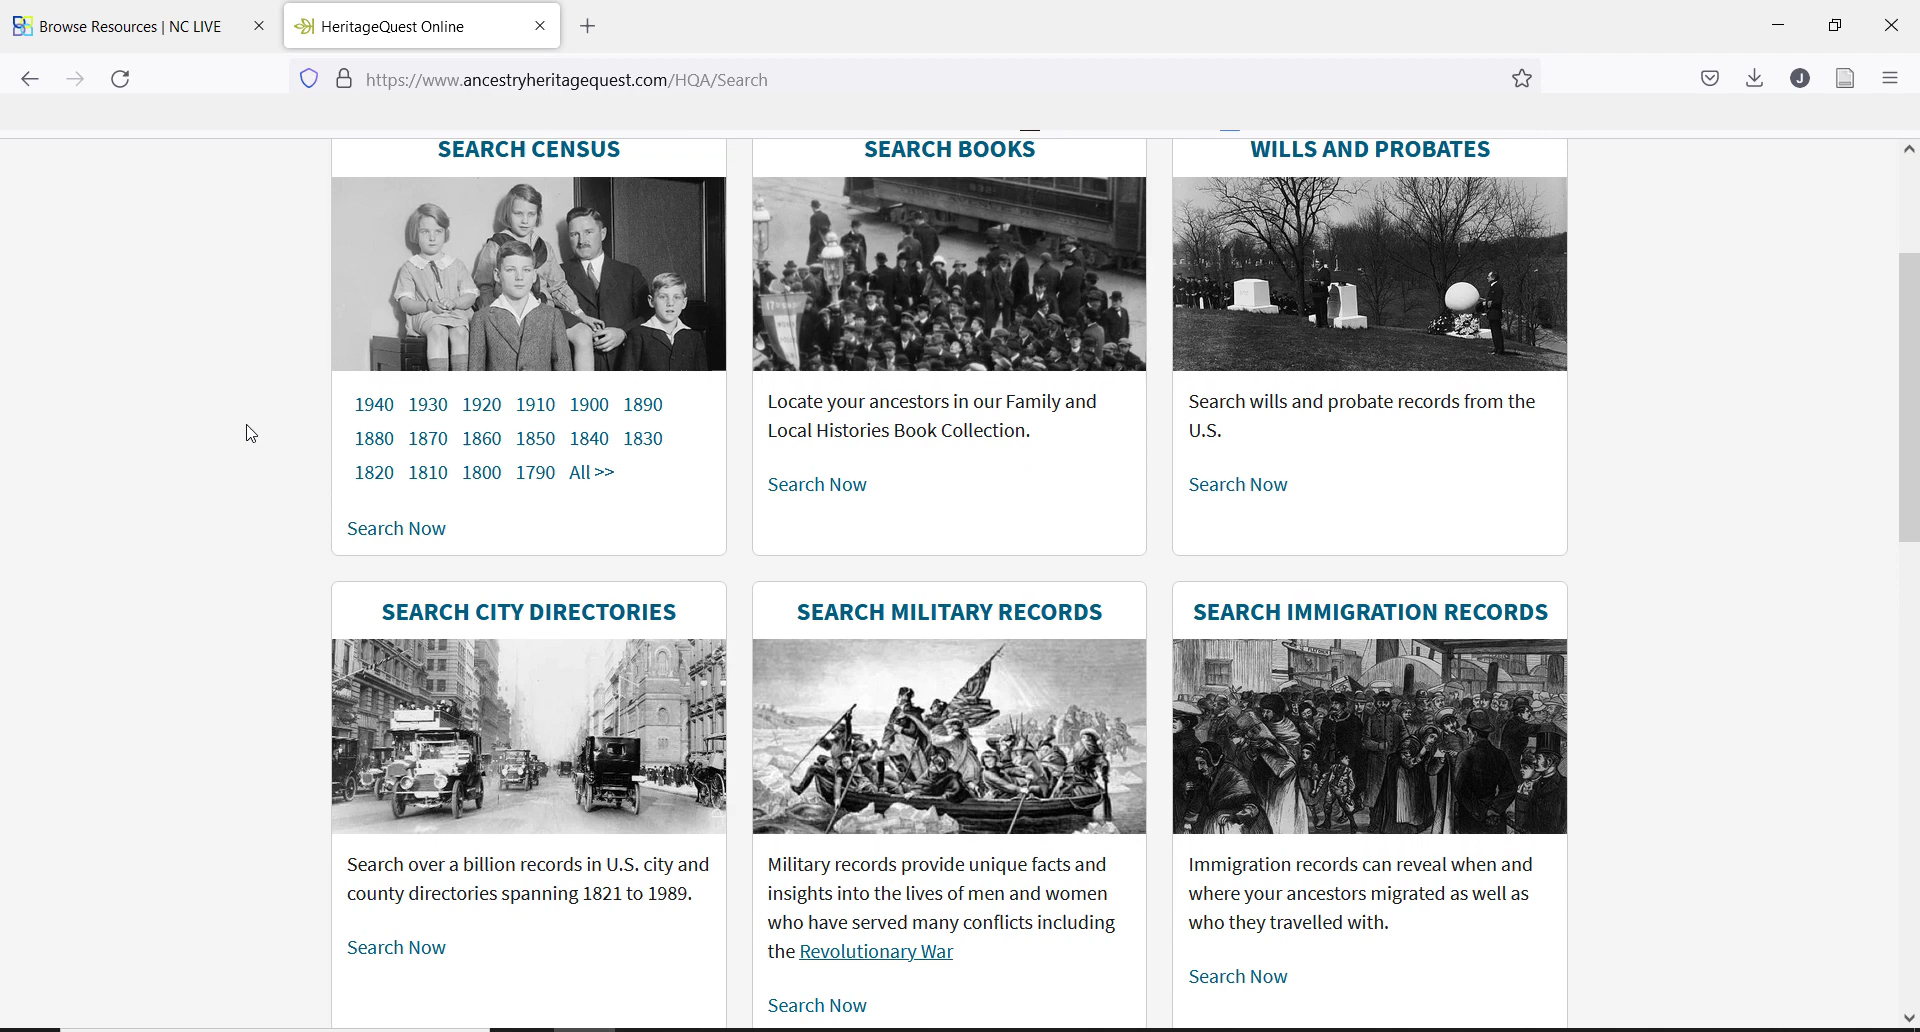 Browse Resources | NC LIVE
HeritageQuest Online
https://www.ancestryheritagequest.com/HQA/Search
J
SEARCH CENSUS
1940 1930 1920 1910 1900 1890
1880 1870 1860 1850 1840 1830
1820 1810 1800 1790 All >>
Search Now
SEARCH BOOKS
Locate your ancestors in our Family and
Local Histories Book Collection.
Search Now
WILLS AND PROBATES
Search wills and probate records from the
U.S.
Search Now
SEARCH CITY DIRECTORIES
Search over a billion records in U.S. city and
county directories spanning 1821 to 1989.
Search Now
SEARCH MILITARY RECORDS
Military records provide unique facts and
insights into the lives of men and women
who have served many conflicts including
the Revolutionary War
Search Now
SEARCH IMMIGRATION RECORDS
Immigration records can reveal when and
where your ancestors migrated as well as
who they travelled with.
Search Now